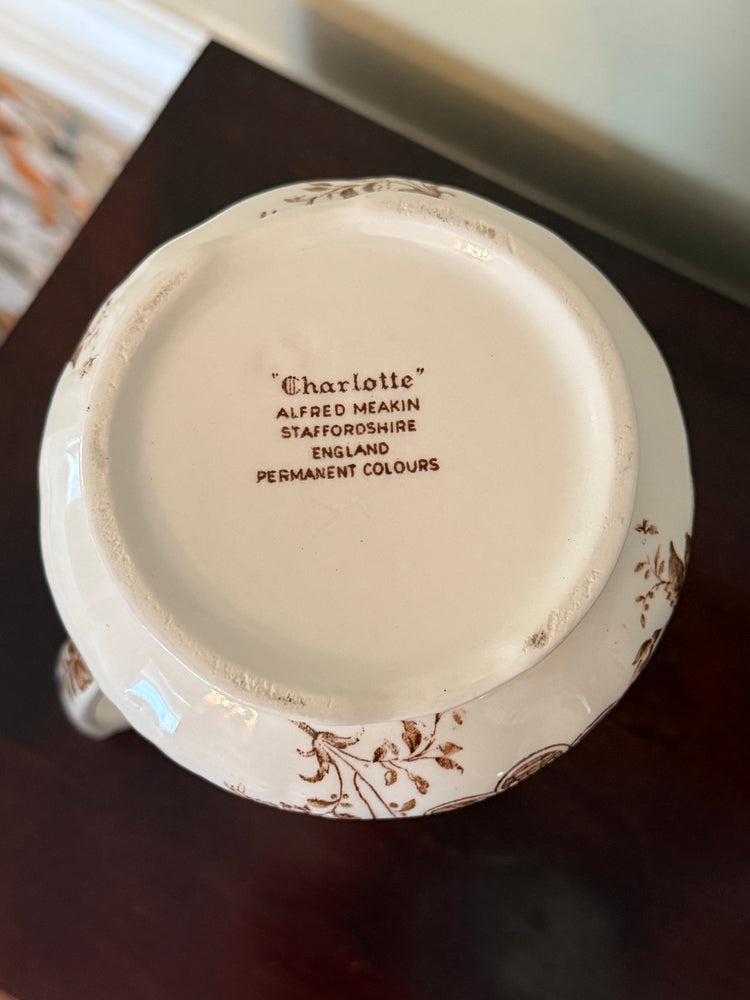 "Charlotte"
ALFRED MEAKIN
STAFFORDSHIRE
ENGLAND
PERMANENT COLOURS